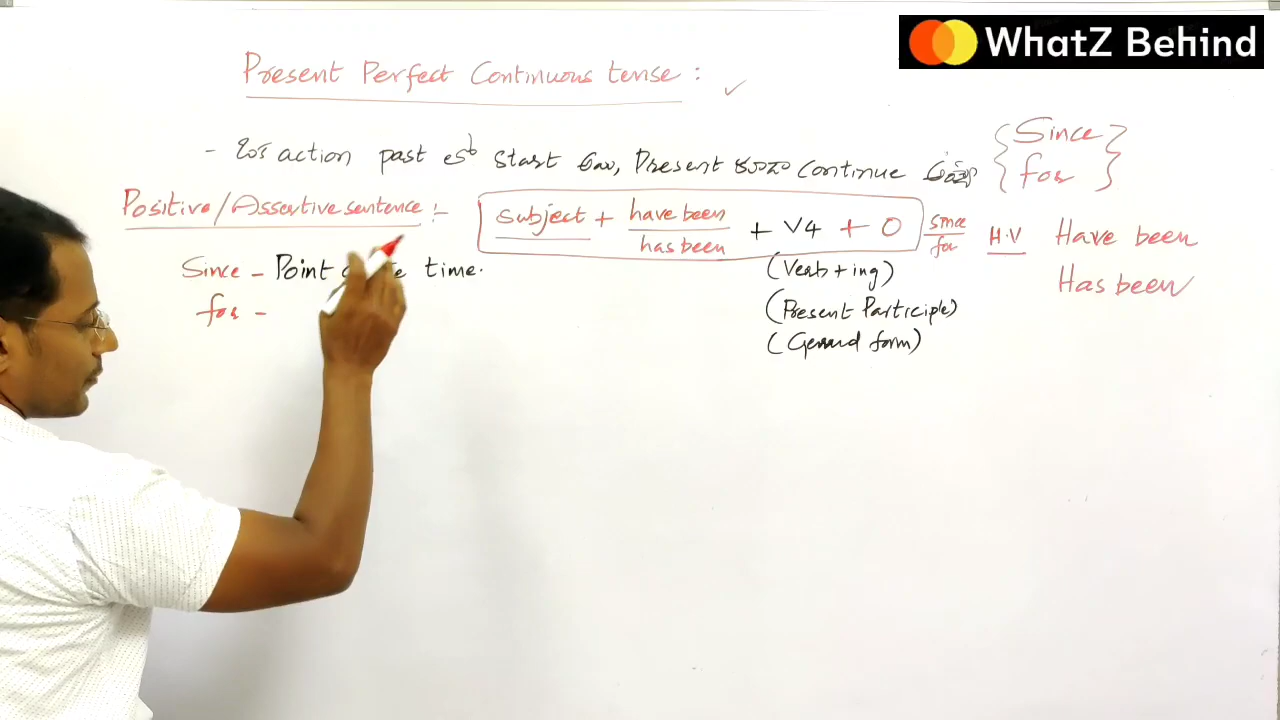 WhatZ Behind
Present Perfect Continuous tense :
- action past start Present continue
{Since
for}
Positive/Assertive sentence :-
subject + have been
has been + V4 + O
since
for
H.V Have been
Has been
(Verb + ing)
(Present Participle)
(Gerund form)
Since - Point time.
for -